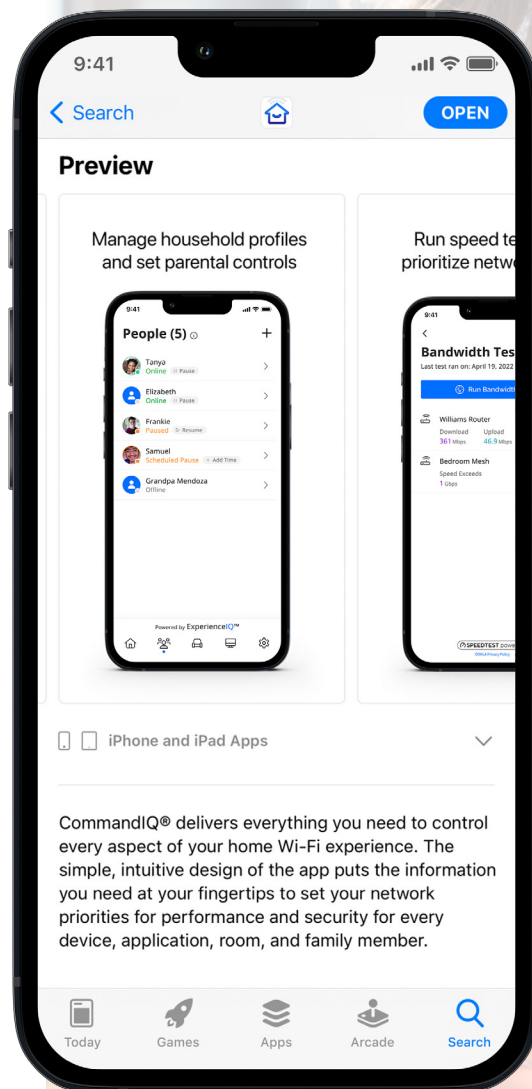 9:41
Search
OPEN
Preview
Manage household profiles
and set parental controls
9:41
People (5)
Tanya
Online Pause
Elizabeth
Online Pause
Frankie
Paused Resume
Samuel
Scheduled Pause + Add Time
Grandpa Mendoza
Offline
Powered by ExperienceIQ™
Run speed te
prioritize netwo
9:41
Bandwidth Tes
Last test ran on: April 19, 2022
Run Bandwidth
Williams Router
Download Upload
361 Mbps 46.9 Mbps
Bedroom Mesh
Speed Exceeds
1 Gbps
SPEEDTEST powe
iPhone and iPad Apps
CommandIQ® delivers everything you need to control
every aspect of your home Wi-Fi experience. The
simple, intuitive design of the app puts the information
you need at your fingertips to set your network
priorities for performance and security for every
device, application, room, and family member.
Today Games Apps Arcade Search